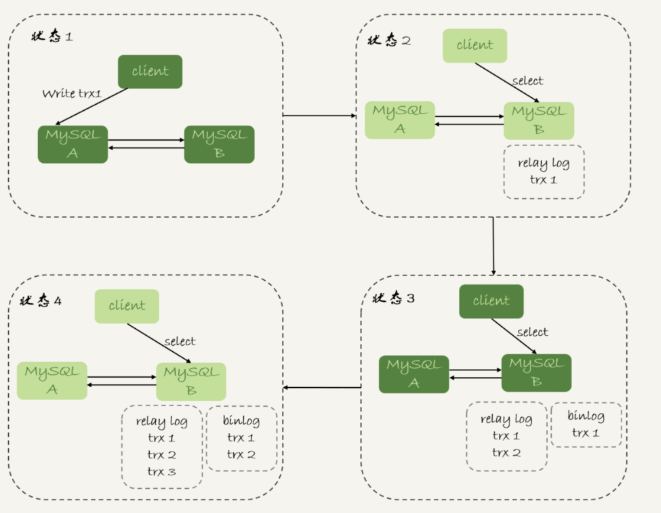 状态1
client
Write trx1
MySQL
A
MySQL
B
状态2
client
select
MySQL
A
MySQL
B
relay log
trx 1
状态4
client
select
MySQL
A
MySQL
B
relay log
trx 1
trx 2
trx 3
binlog
trx 1
trx 2
状态3
client
select
MySQL
A
MySQL
B
relay log
trx 1
trx 2
binlog
trx 1